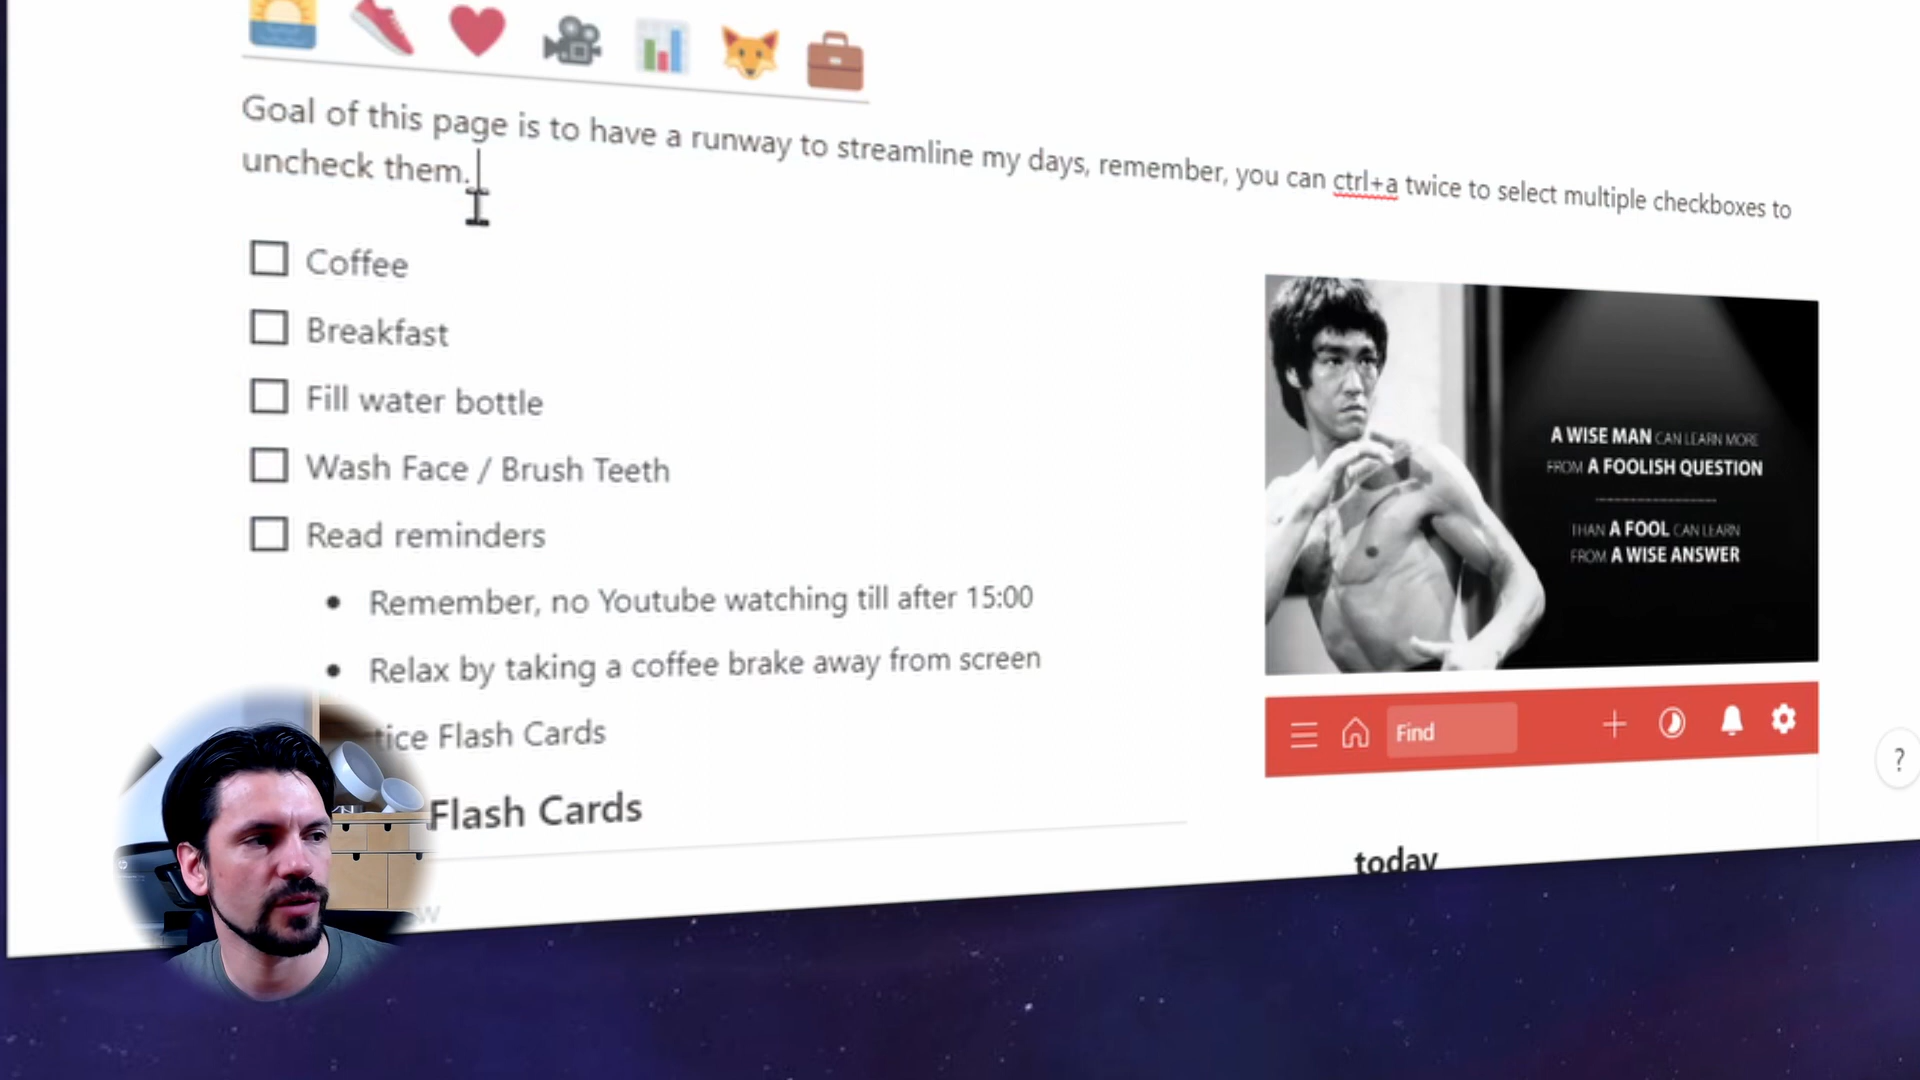 Goal of this page is to have a runway to streamline my days, remember, you can ctrl+a twice to select multiple checkboxes to
uncheck them.
Coffee
Breakfast
Fill water bottle
Wash Face / Brush Teeth
Read reminders
Remember, no Youtube watching till after 15:00
Relax by taking a coffee brake away from screen
tice Flash Cards
Flash Cards
A WISE MAN CAN LEARN MORE
FROM A FOOLISH QUESTION
THAN A FOOL CAN LEARN
FROM A WISE ANSWER
Find
today
?